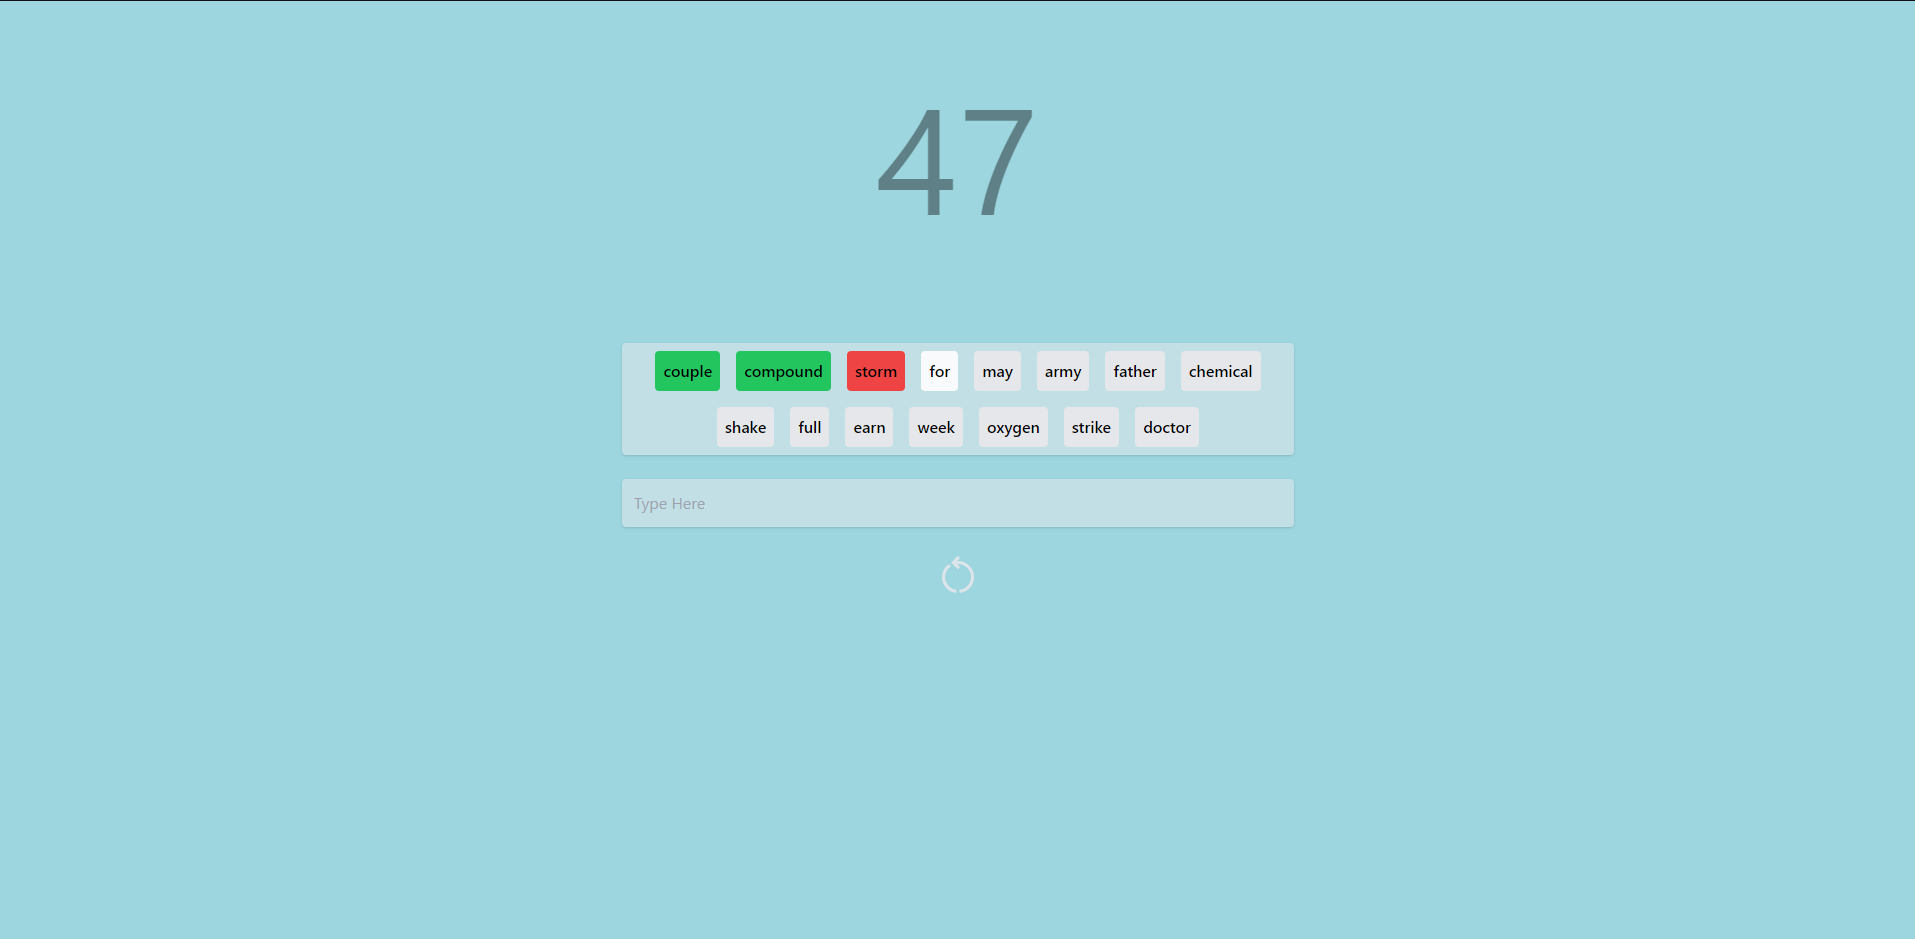 47
couple compound storm for may army father chemical
shake full earn week oxygen strike doctor
Type Here